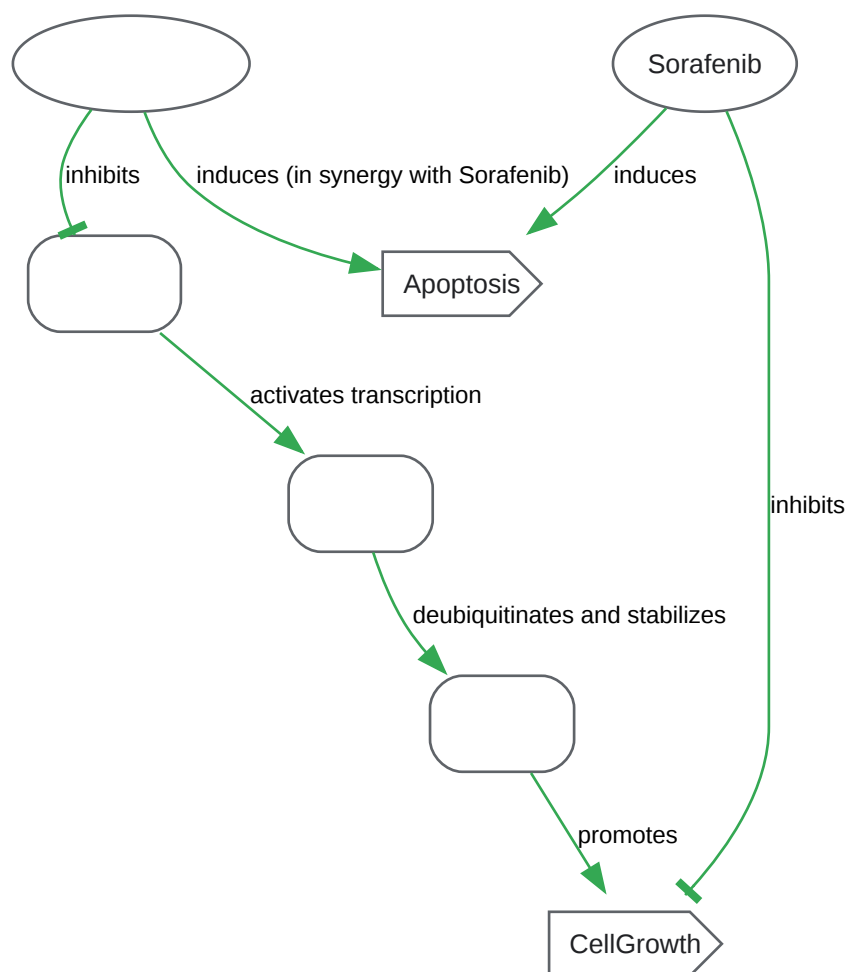 Sorafenib
inhibits
induces (in synergy with Sorafenib)
induces
Apoptosis
activates transcription
inhibits
deubiquitinates and stabilizes
promotes
CellGrowth